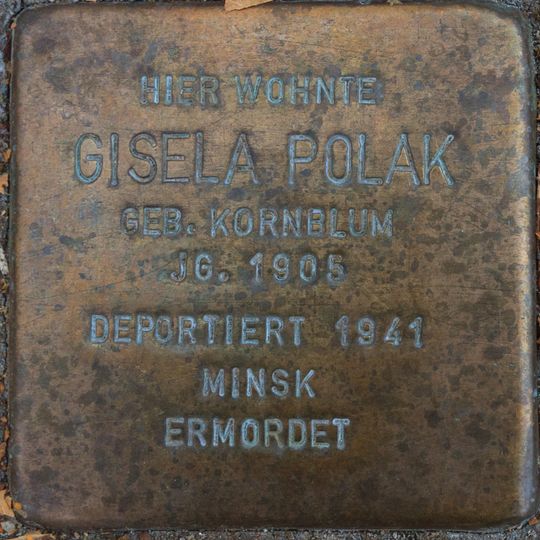 HIER WOHNTE
GISELA POLAK
GEB. KORNBLUM
JG. 1905
DEPORTIERT 1941
MINSK
ERMORDET